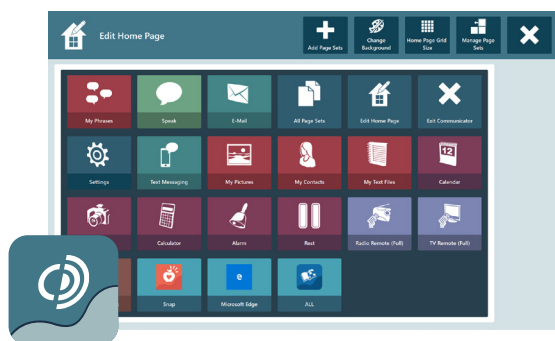 Edit Home Page
Add Page Sets
Change Background
Home Page Grid Size
Manage Page Sets
My Phrases
Speak
E-Mail
All Page Sets
Edit Home Page
Exit Communicator
Settings
Text Messaging
My Pictures
My Contacts
My Text Files
12
Calendar
Calculator
Alarm
Rest
Radio Remote (Full)
TV Remote (Full)
Snap
Microsoft Edge
ALL